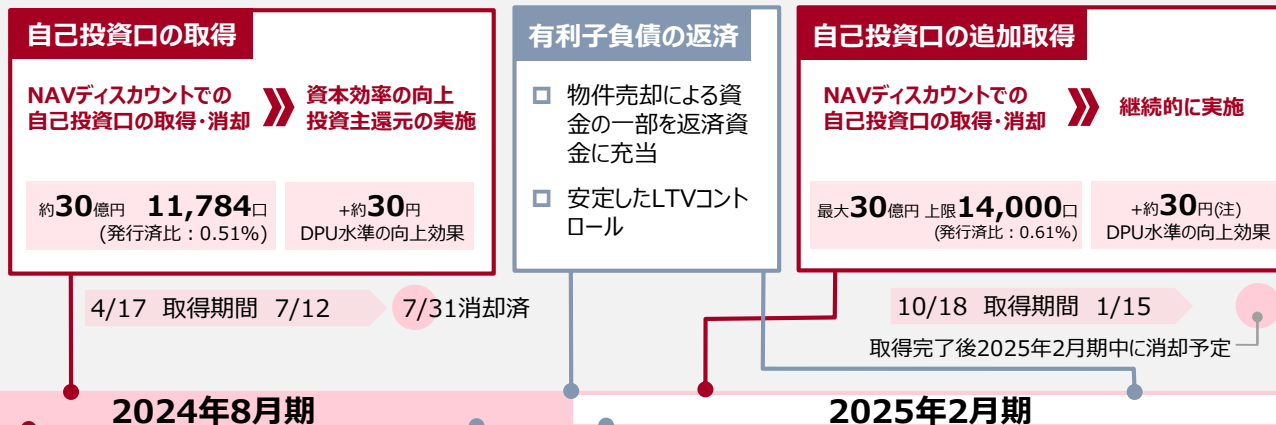 自己投資口の取得
NAVディスカウントでの
自己投資口の取得・消却
資本効率の向上
投資主還元の実施
約30億円 11,784口
(発行済比：0.51%)
+約30円
DPU水準の向上効果
4/17 取得期間 7/12
7/31消却済
有利子負債の返済
物件売却による資
金の一部を返済資
金に充当
安定したLTVコント
ロール
自己投資口の追加取得
NAVディスカウントでの
自己投資口の取得・消却
継続的に実施
最大30億円 上限14,000口
(発行済比：0.61%)
+約30円(注)
DPU水準の向上効果
10/18 取得期間 1/15
取得完了後2025年2月期中に消却予定
2024年8月期
2025年2月期